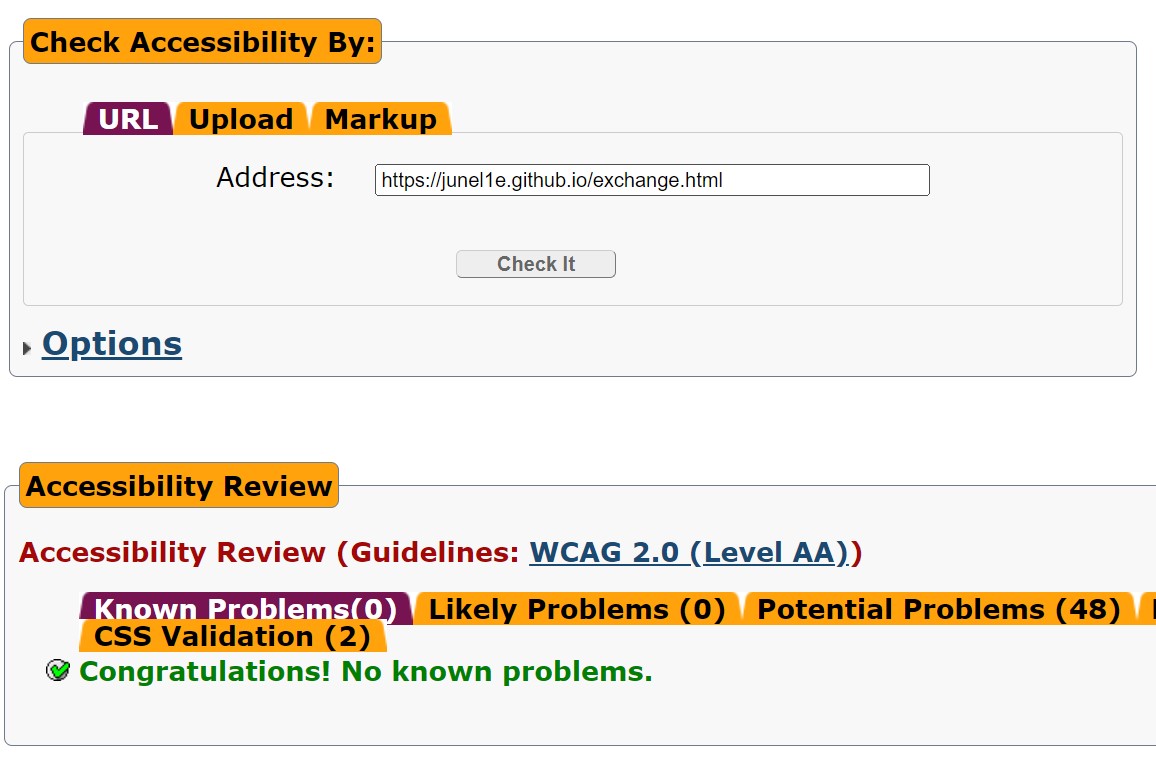 Check Accessibility By:
URL Upload Markup
Address: https://junel1e.github.io/exchange.html
Check It
Options
Accessibility Review
Accessibility Review (Guidelines: WCAG 2.0 (Level AA))
Known Problems(0) Likely Problems (0) Potential Problems (48)
CSS Validation (2)
Congratulations! No known problems.